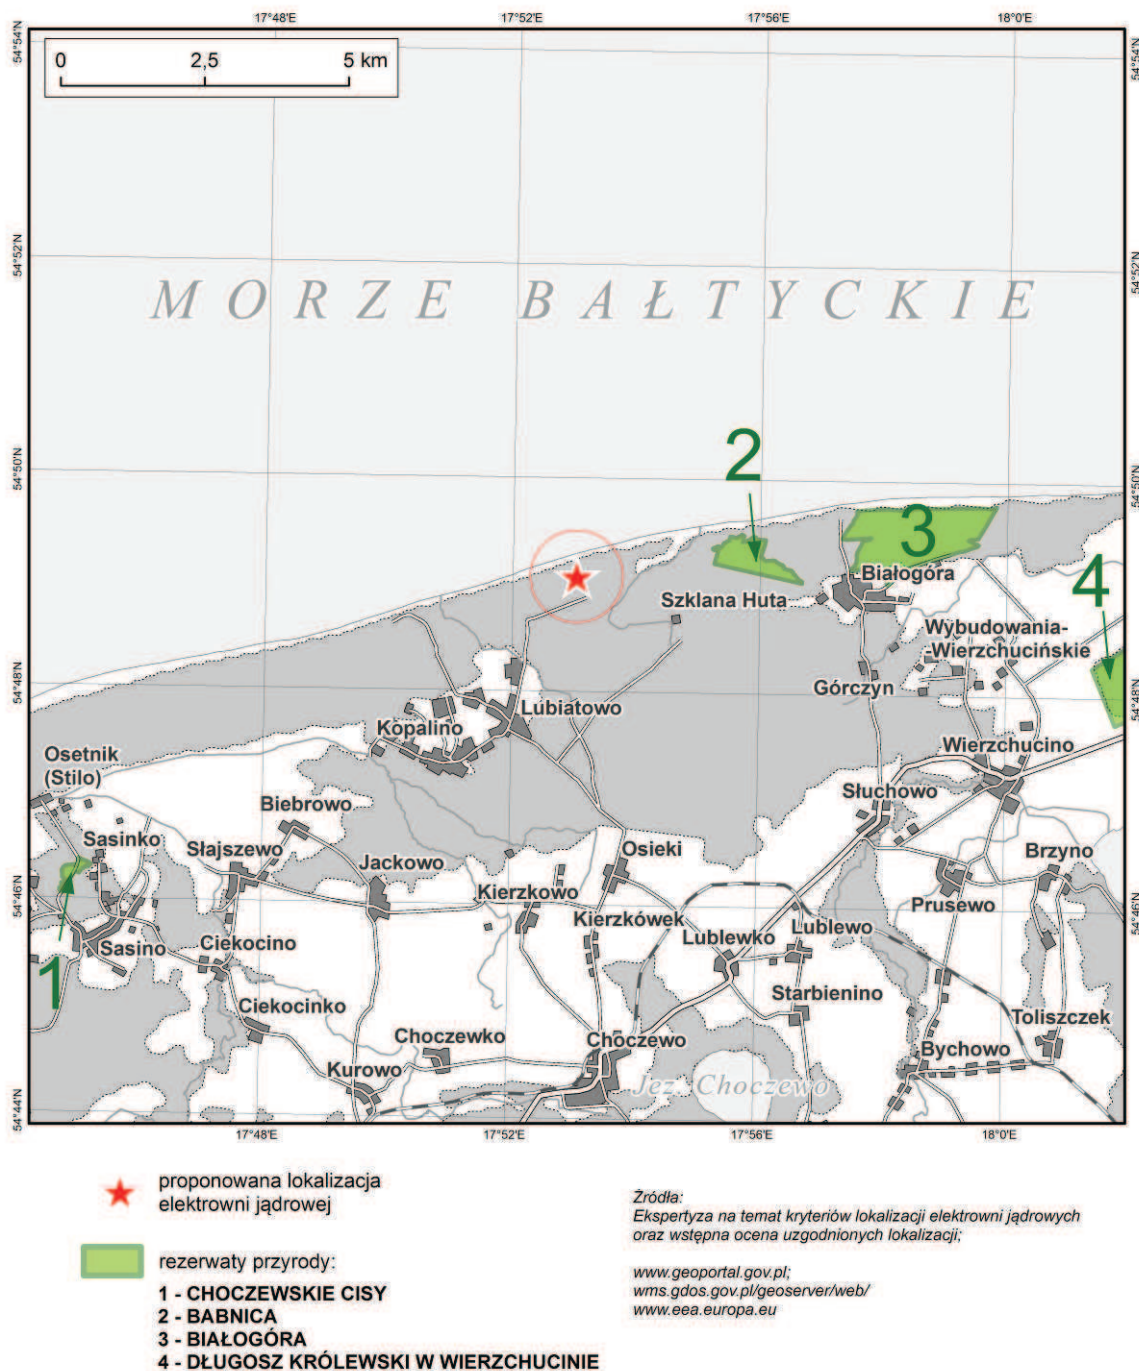 17°48'E 17°52'E 17°56'E 18°0'E
54°54'N 54°54'N
0 2,5 5 km
54°52'N 54°52'N
MORZE BAŁTYCKIE
54°50'N 54°50'N
2
3
4
Białogóra
Szklana Huta
Wybudowania-
-Wierzchucińskie
Górczyn
54°48'N 54°48'N
Lubiatowo
Kopalino
Wierzchucino
Osetnik
(Stilo)
Słuchowo
Biebrowo
Sasinko
Słajszewo
Jackowo
Osieki
Brzyno
54°46'N 54°46'N
Kierzkowo
Prusewo
Kierzkówek
Lublewo
Lublewko
Sasino
Ciekocino
1
Starbienino
Ciekocinko
Choczewko
Choczewo
Toliszczek
Bychowo
Kurowo
Jez. Choczewo
54°44'N 54°44'N
17°48'E 17°52'E 17°56'E 18°0'E
proponowana lokalizacja
elektrowni jądrowej
rezerwaty przyrody:
1 - CHOCZEWSKIE CISY
2 - BABNICA
3 - BIAŁOGÓRA
4 - DŁUGOSZ KRÓLEWSKI W WIERZCHUCINIE
Źródła:
Ekspertyza na temat kryteriów lokalizacji elektrowni jądrowych
oraz wstępna ocena uzgodnionych lokalizacji;
www.geoportal.gov.pl;
wms.gdos.gov.pl/geoserver/web/
www.eea.europa.eu